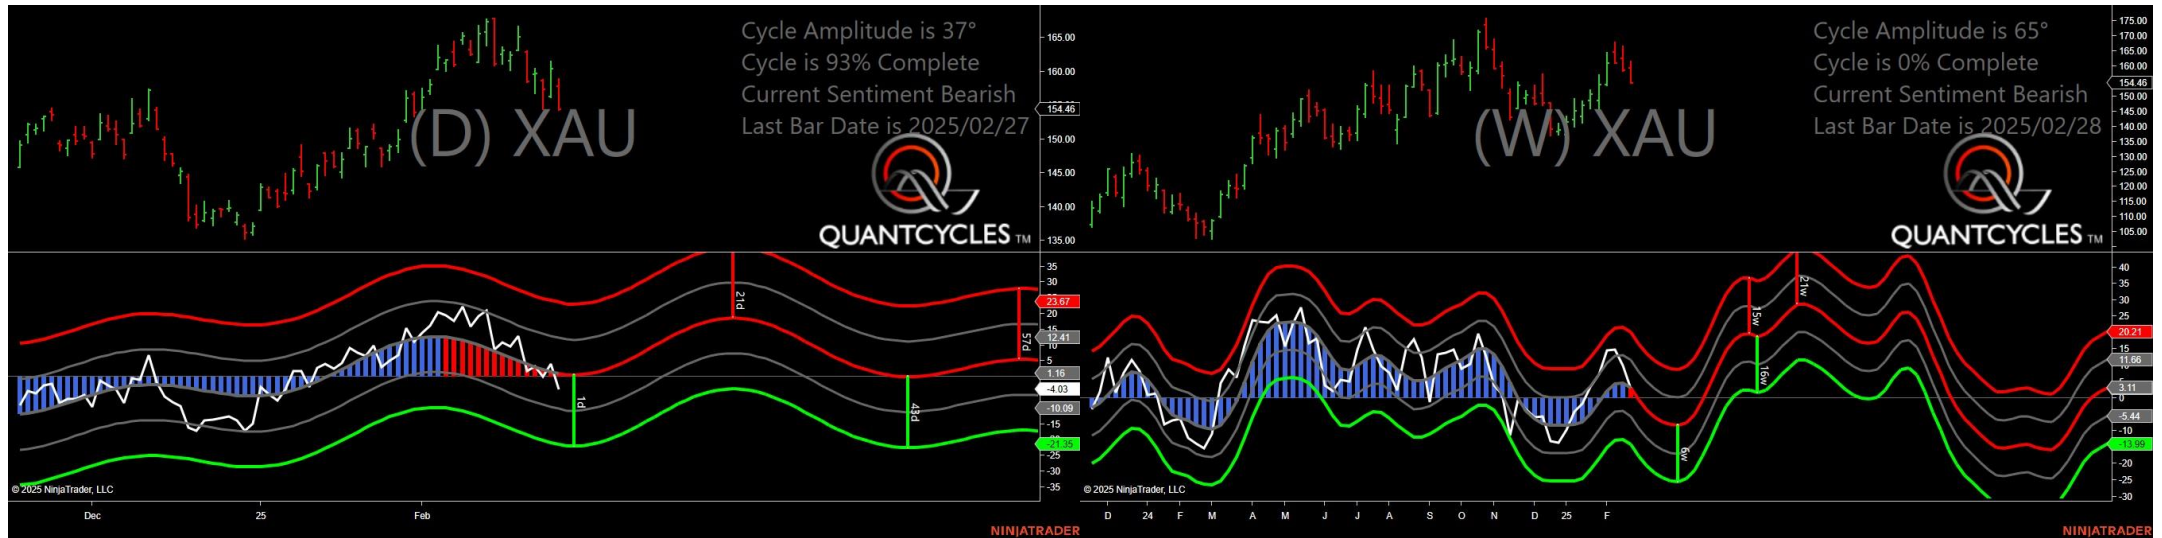 Cycle Amplitude is 37°
Cycle is 93% Complete
Current Sentiment Bearish
Last Bar Date is 2025/02/27
(D) XAU
QUANTCYCLES TM
165.00
160.00
154.46
150.00
145.00
140.00
135.00
35
30
23.67
20
15
12.41
5
1.16
-4.03
-10.09
-15
-21.35
-25
-30
-35
1d
21d
43d
57d
© 2025 NinjaTrader, LLC
Dec
25
Feb
NINJATRADER
Cycle Amplitude is 65°
Cycle is 0% Complete
Current Sentiment Bearish
Last Bar Date is 2025/02/28
(W) XAU
QUANTCYCLES TM
175.00
170.00
165.00
160.00
154.46
150.00
145.00
140.00
135.00
130.00
125.00
120.00
115.00
110.00
105.00
40
35
30
25
20.21
15
11.66
3.11
0
-5.44
-10
-13.99
-20
-25
-30
6w
15w
16w
21w
© 2025 NinjaTrader, LLC
D 24 F M A M J J A S O N D 25 F
NINJATRADER